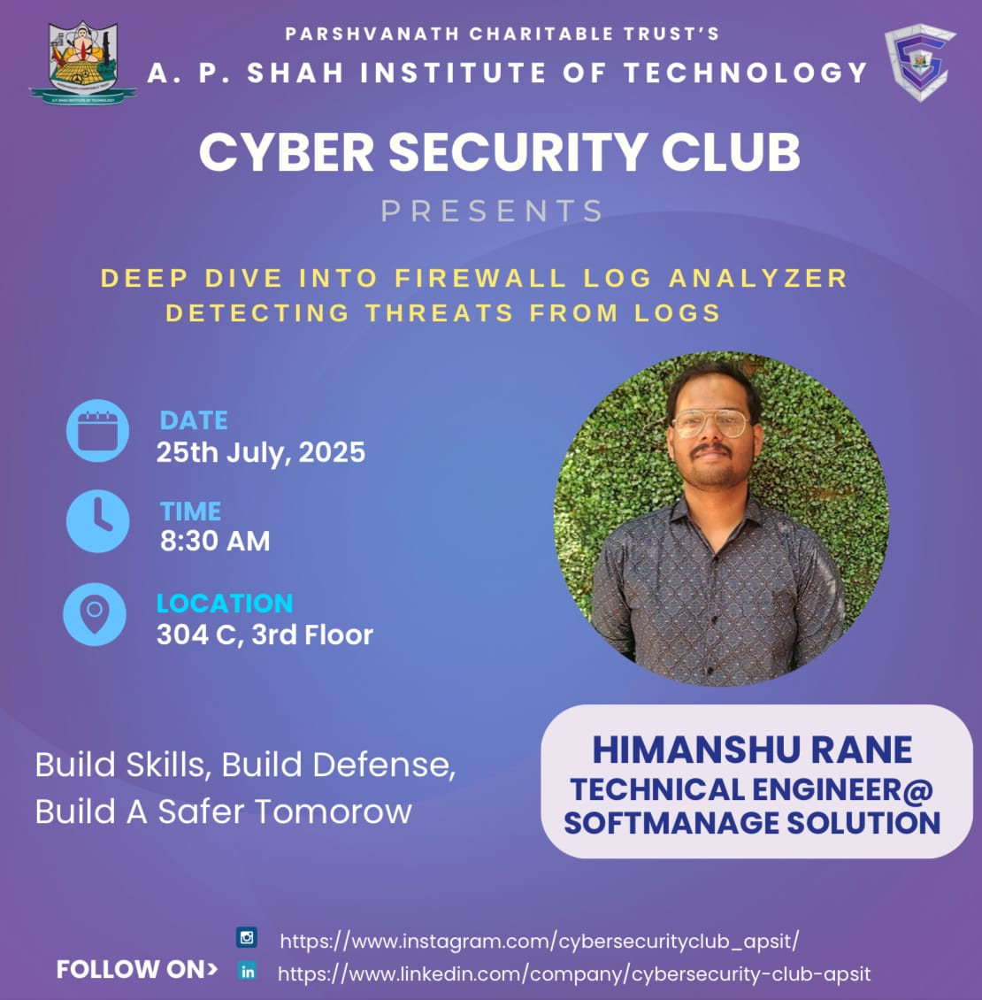 PARSHVANATH CHARITABLE TRUST'S
A. P. SHAH INSTITUTE OF TECHNOLOGY
CYBER SECURITY CLUB
PRESENTS
DEEP DIVE INTO FIREWALL LOG ANALYZER
DETECTING THREATS FROM LOGS
DATE
25th July, 2025
TIME
8:30 AM
LOCATION
304 C, 3rd Floor
Build Skills, Build Defense,
Build A Safer Tomorow
HIMANSHU RANE
TECHNICAL ENGINEER@
SOFTMANAGE SOLUTION
FOLLOW ON>
https://www.instagram.com/cybersecurityclub_apsit/
in
https://www.linkedin.com/company/cybersecurity-club-apsit